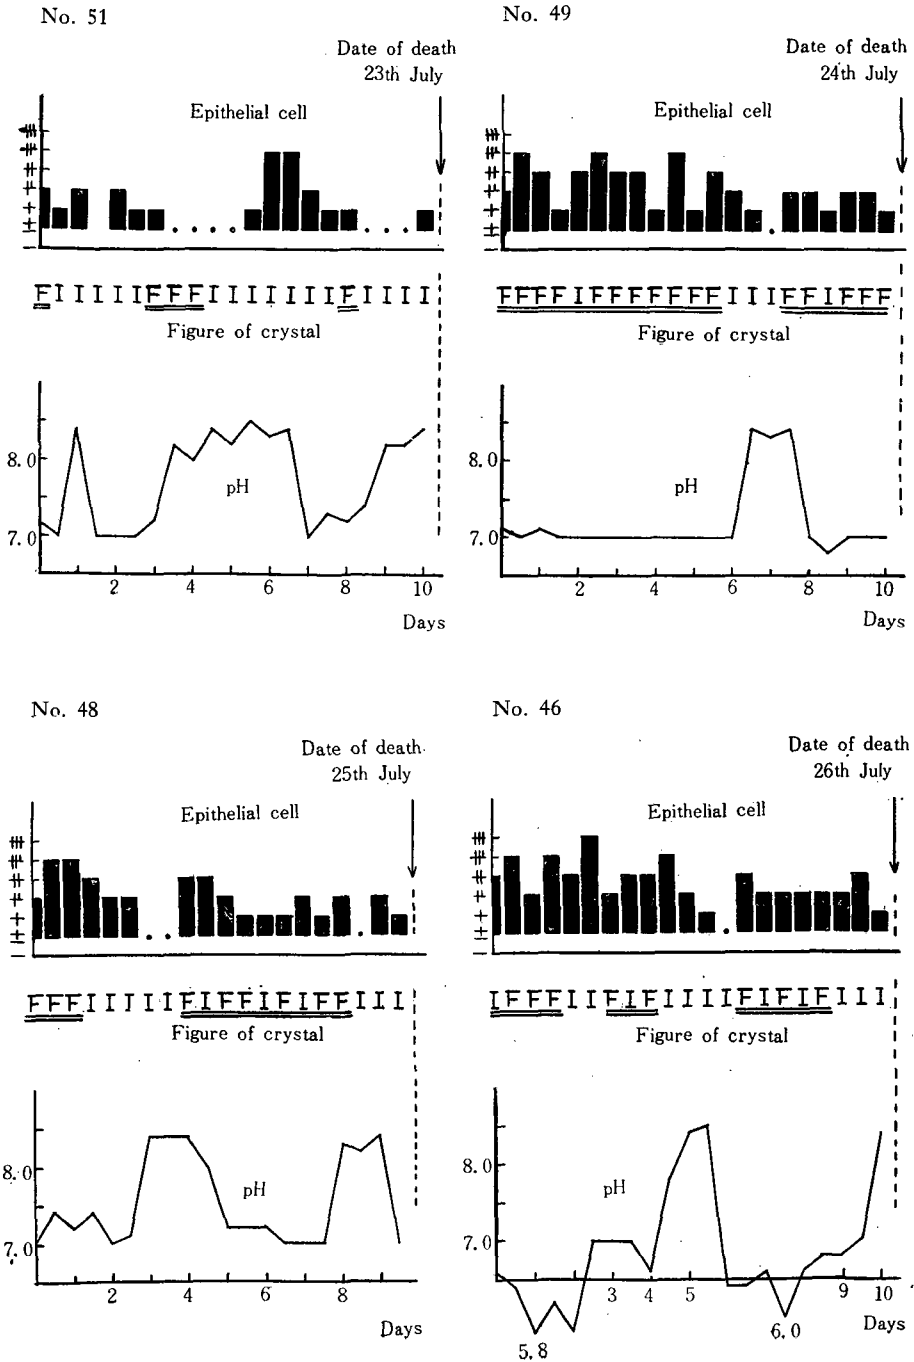 No. 51
Date of death
23th July
Epithelial cell
卌
卌
+
±
−
F I I I I I F F F I I I I I I I F I I I I
Figure of crystal
8.0
pH
7.0
2 4 6 8 10
Days
No. 49
Date of death
24th July
Epithelial cell
+
±
−
F F F F I F F F F F F F I I I F F I F F F
Figure of crystal
8.0
pH
7.0
2 4 6 8 10
Days
No. 48
Date of death
25th July
Epithelial cell
+
±
−
F F F I I I I I F I F F I F I F F I I I
Figure of crystal
8.0
pH
7.0
2 4 6 8
Days
No. 46
Date of death
26th July
Epithelial cell
+
±
−
I F F F I I F I F I I I I F I F I F I I I
Figure of crystal
8.0
pH
7.0
3 4 5 9 10
5.8
6.0
Days